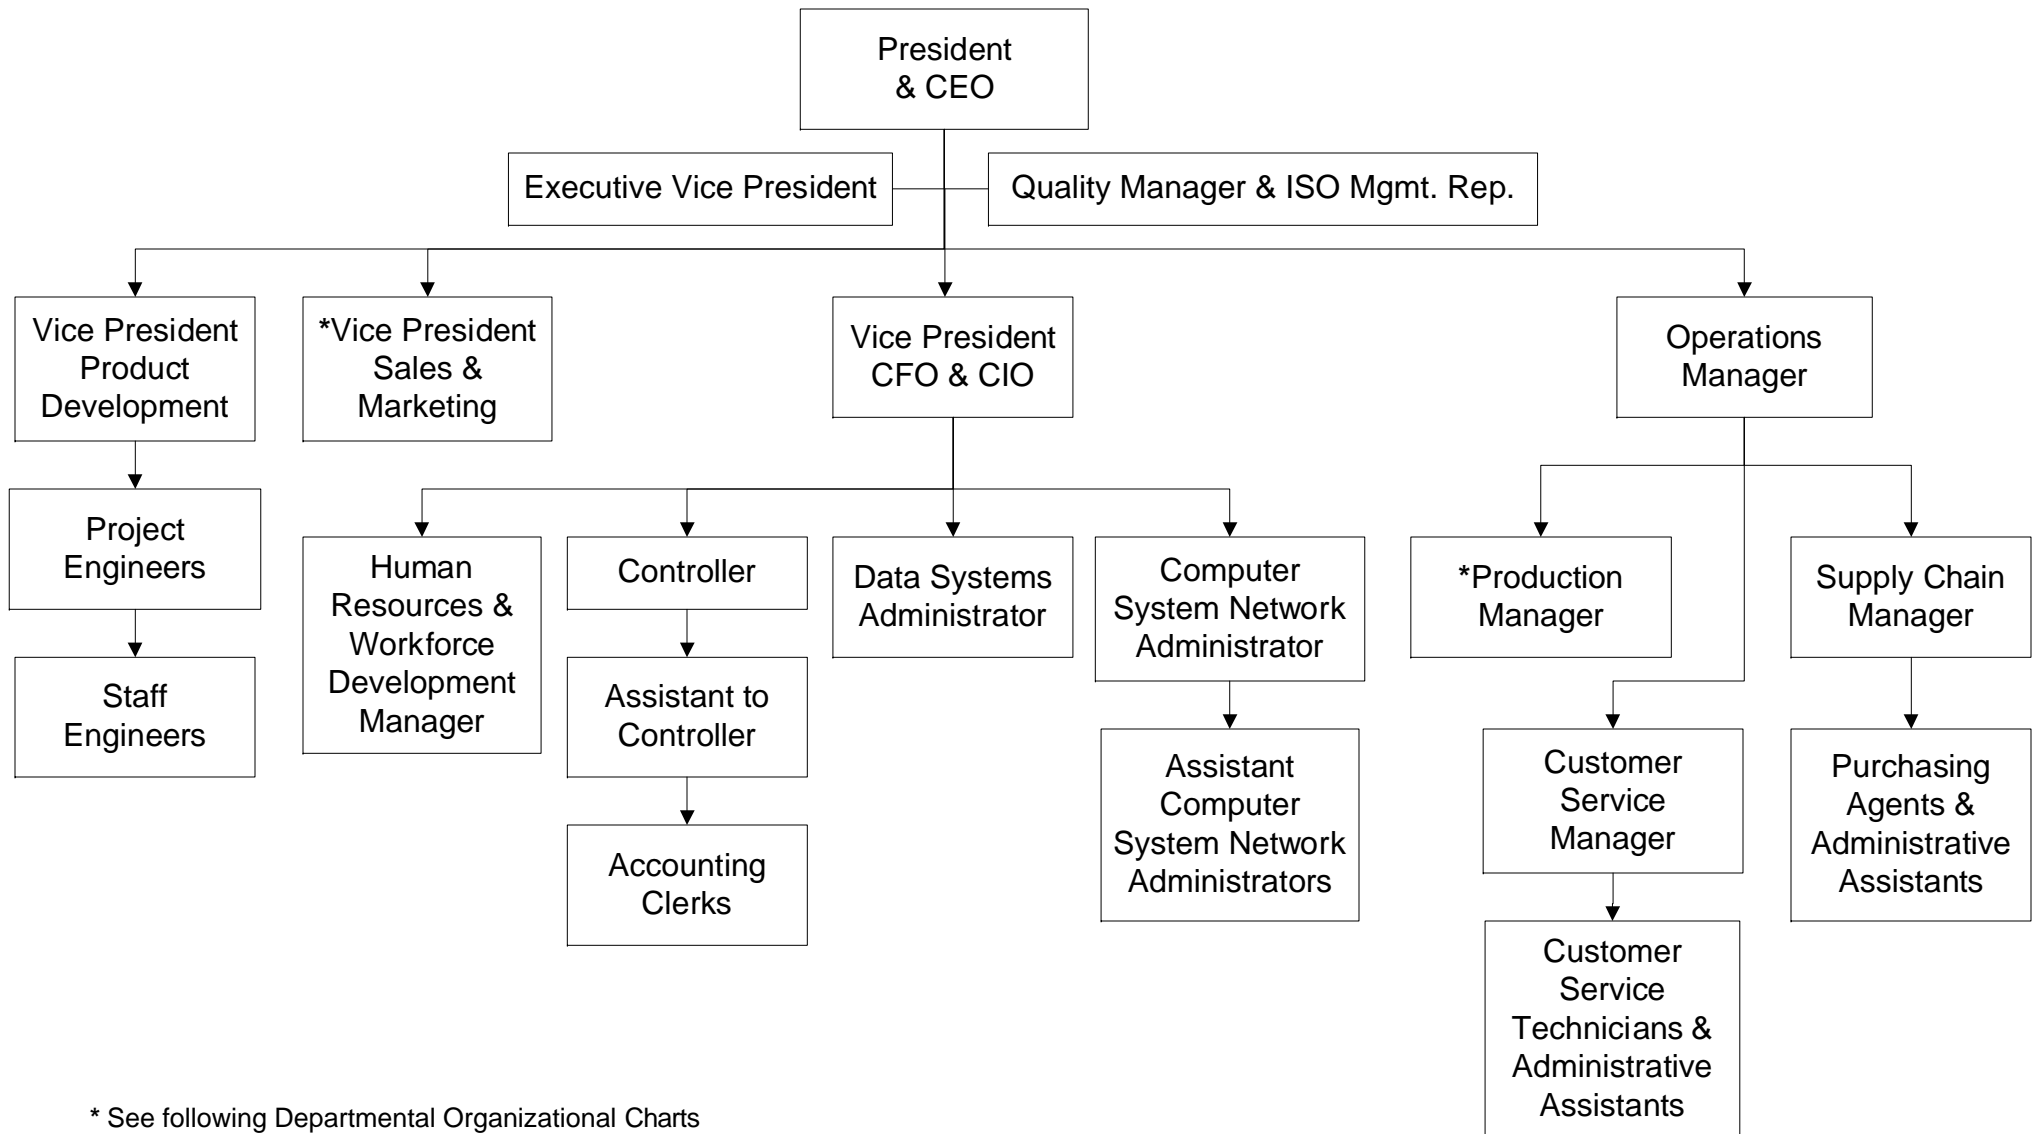 President
& CEO
Executive Vice President
Quality Manager & ISO Mgmt. Rep.
Vice President
Product
Development
*Vice President
Sales &
Marketing
Vice President
CFO & CIO
Operations
Manager
Project
Engineers
Human
Resources &
Workforce
Development
Manager
Controller
Data Systems
Administrator
Computer
System Network
Administrator
*Production
Manager
Supply Chain
Manager
Staff
Engineers
Assistant to
Controller
Assistant
Computer
System Network
Administrators
Customer
Service
Manager
Purchasing
Agents &
Administrative
Assistants
Accounting
Clerks
Customer
Service
Technicians &
Administrative
Assistants
* See following Departmental Organizational Charts